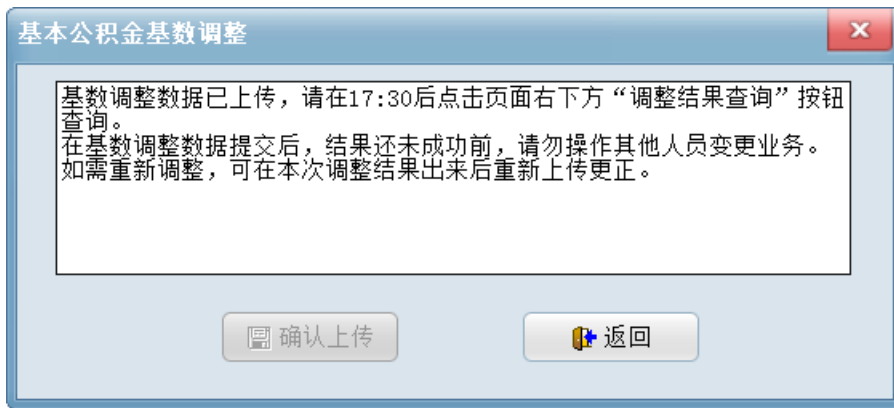 基本公积金基数调整
基数调整数据已上传，请在17:30后点击页面右下方“调整结果查询”按钮
查询。
在基数调整数据提交后，结果还未成功前，请勿操作其他人员变更业务。
如需重新调整，可在本次调整结果出来后重新上传更正。
确认上传
返回